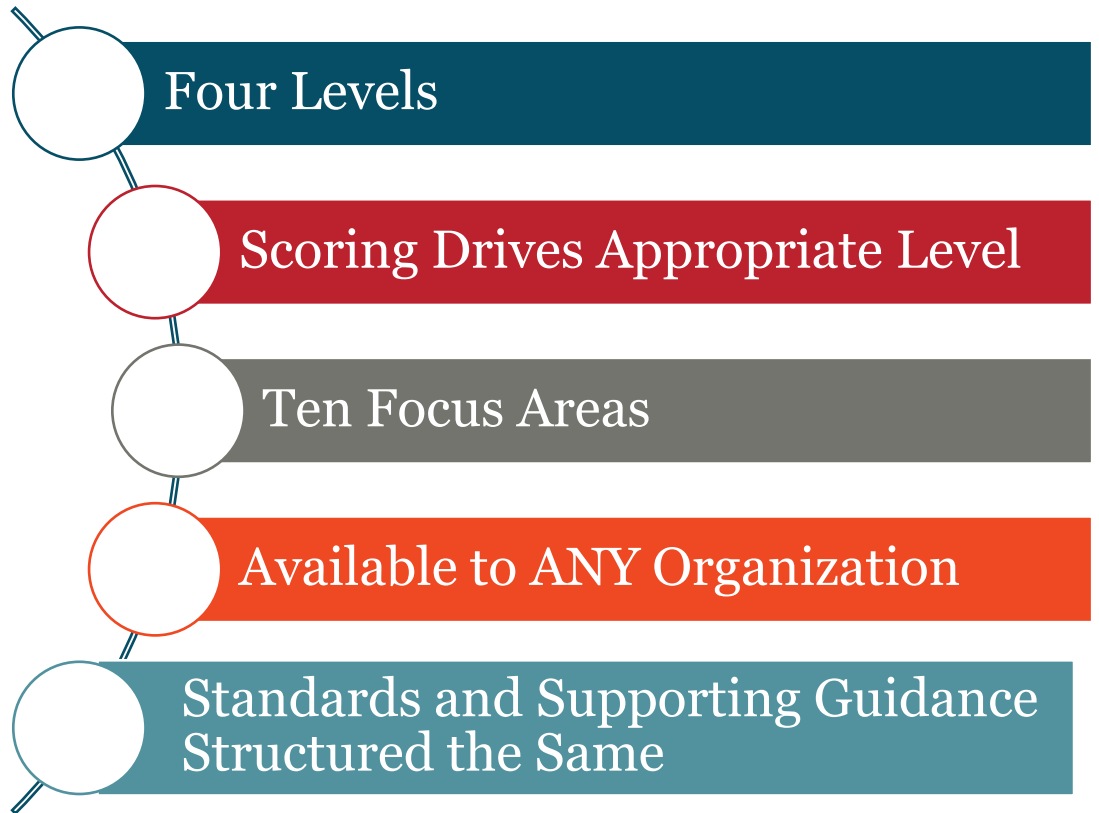 Four Levels
Scoring Drives Appropriate Level
Ten Focus Areas
Available to ANY Organization
Standards and Supporting Guidance
Structured the Same